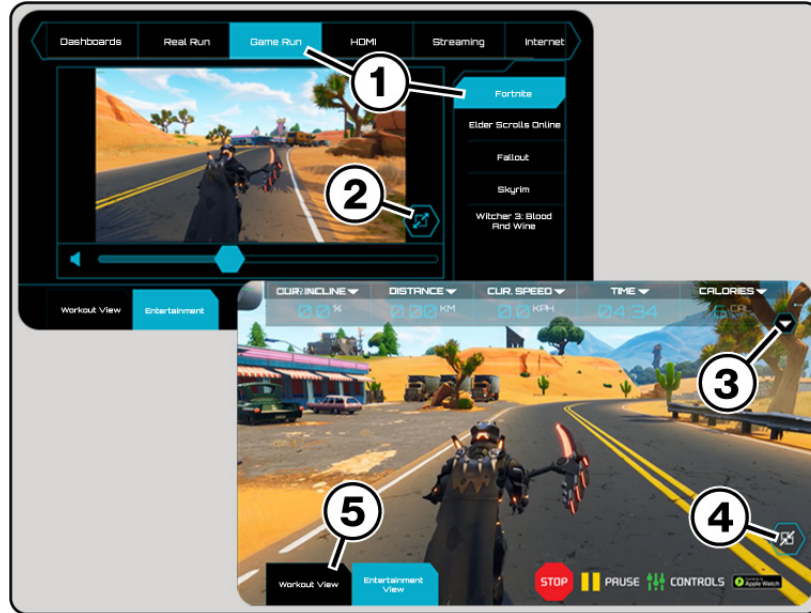 Dashboards
Real Run
Game Run
HDMI
Streaming
Internet
1
Fortnite
Elder Scrolls Online
Fallout
Skyrim
Witcher 3: Blood
And Wine
2
Workout View
Entertainment
CUR. INCLINE
DISTANCE
CUR. SPEED
TIME
CALORIES
0.0 %
0.00 KM
0.0 KPH
04:34
6 CAL
3
4
5
Workout View
Entertainment
View
STOP
PAUSE
CONTROLS
Apple Watch